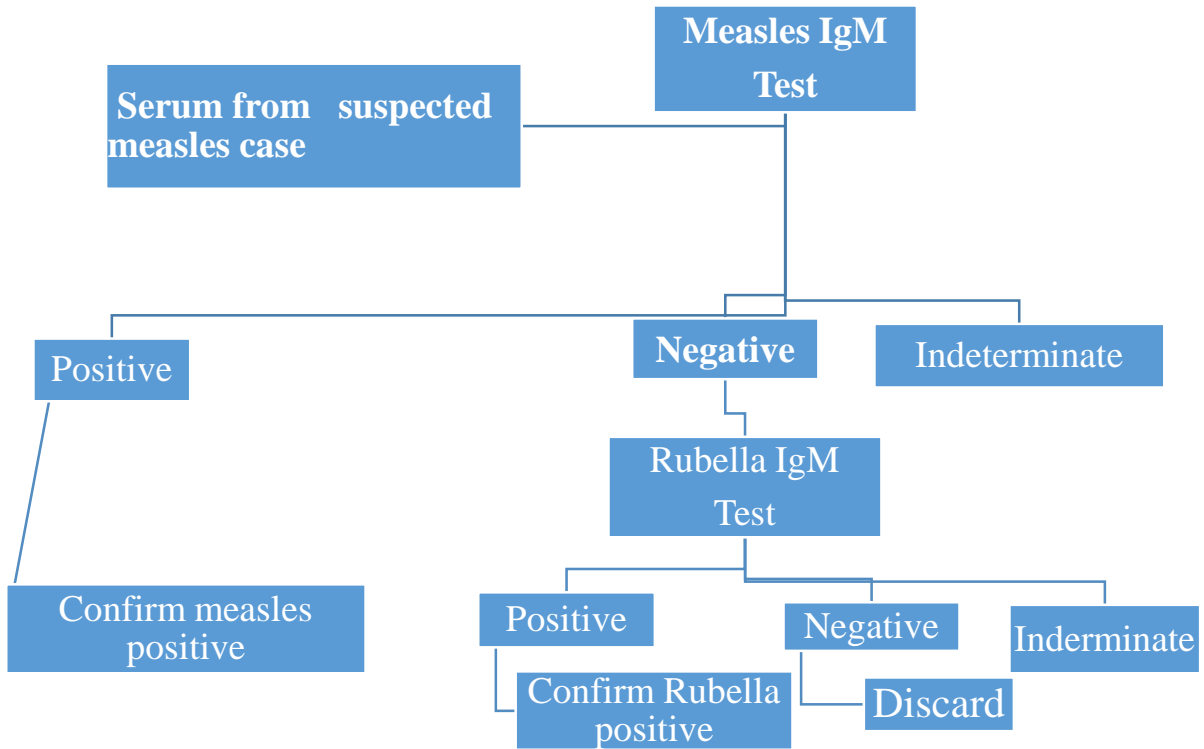 Measles IgM
Test
Serum from suspected
measles case
Positive
Negative
Indeterminate
Rubella IgM
Test
Confirm measles
positive
Positive
Negative
Inderminate
Confirm Rubella
positive
Discard